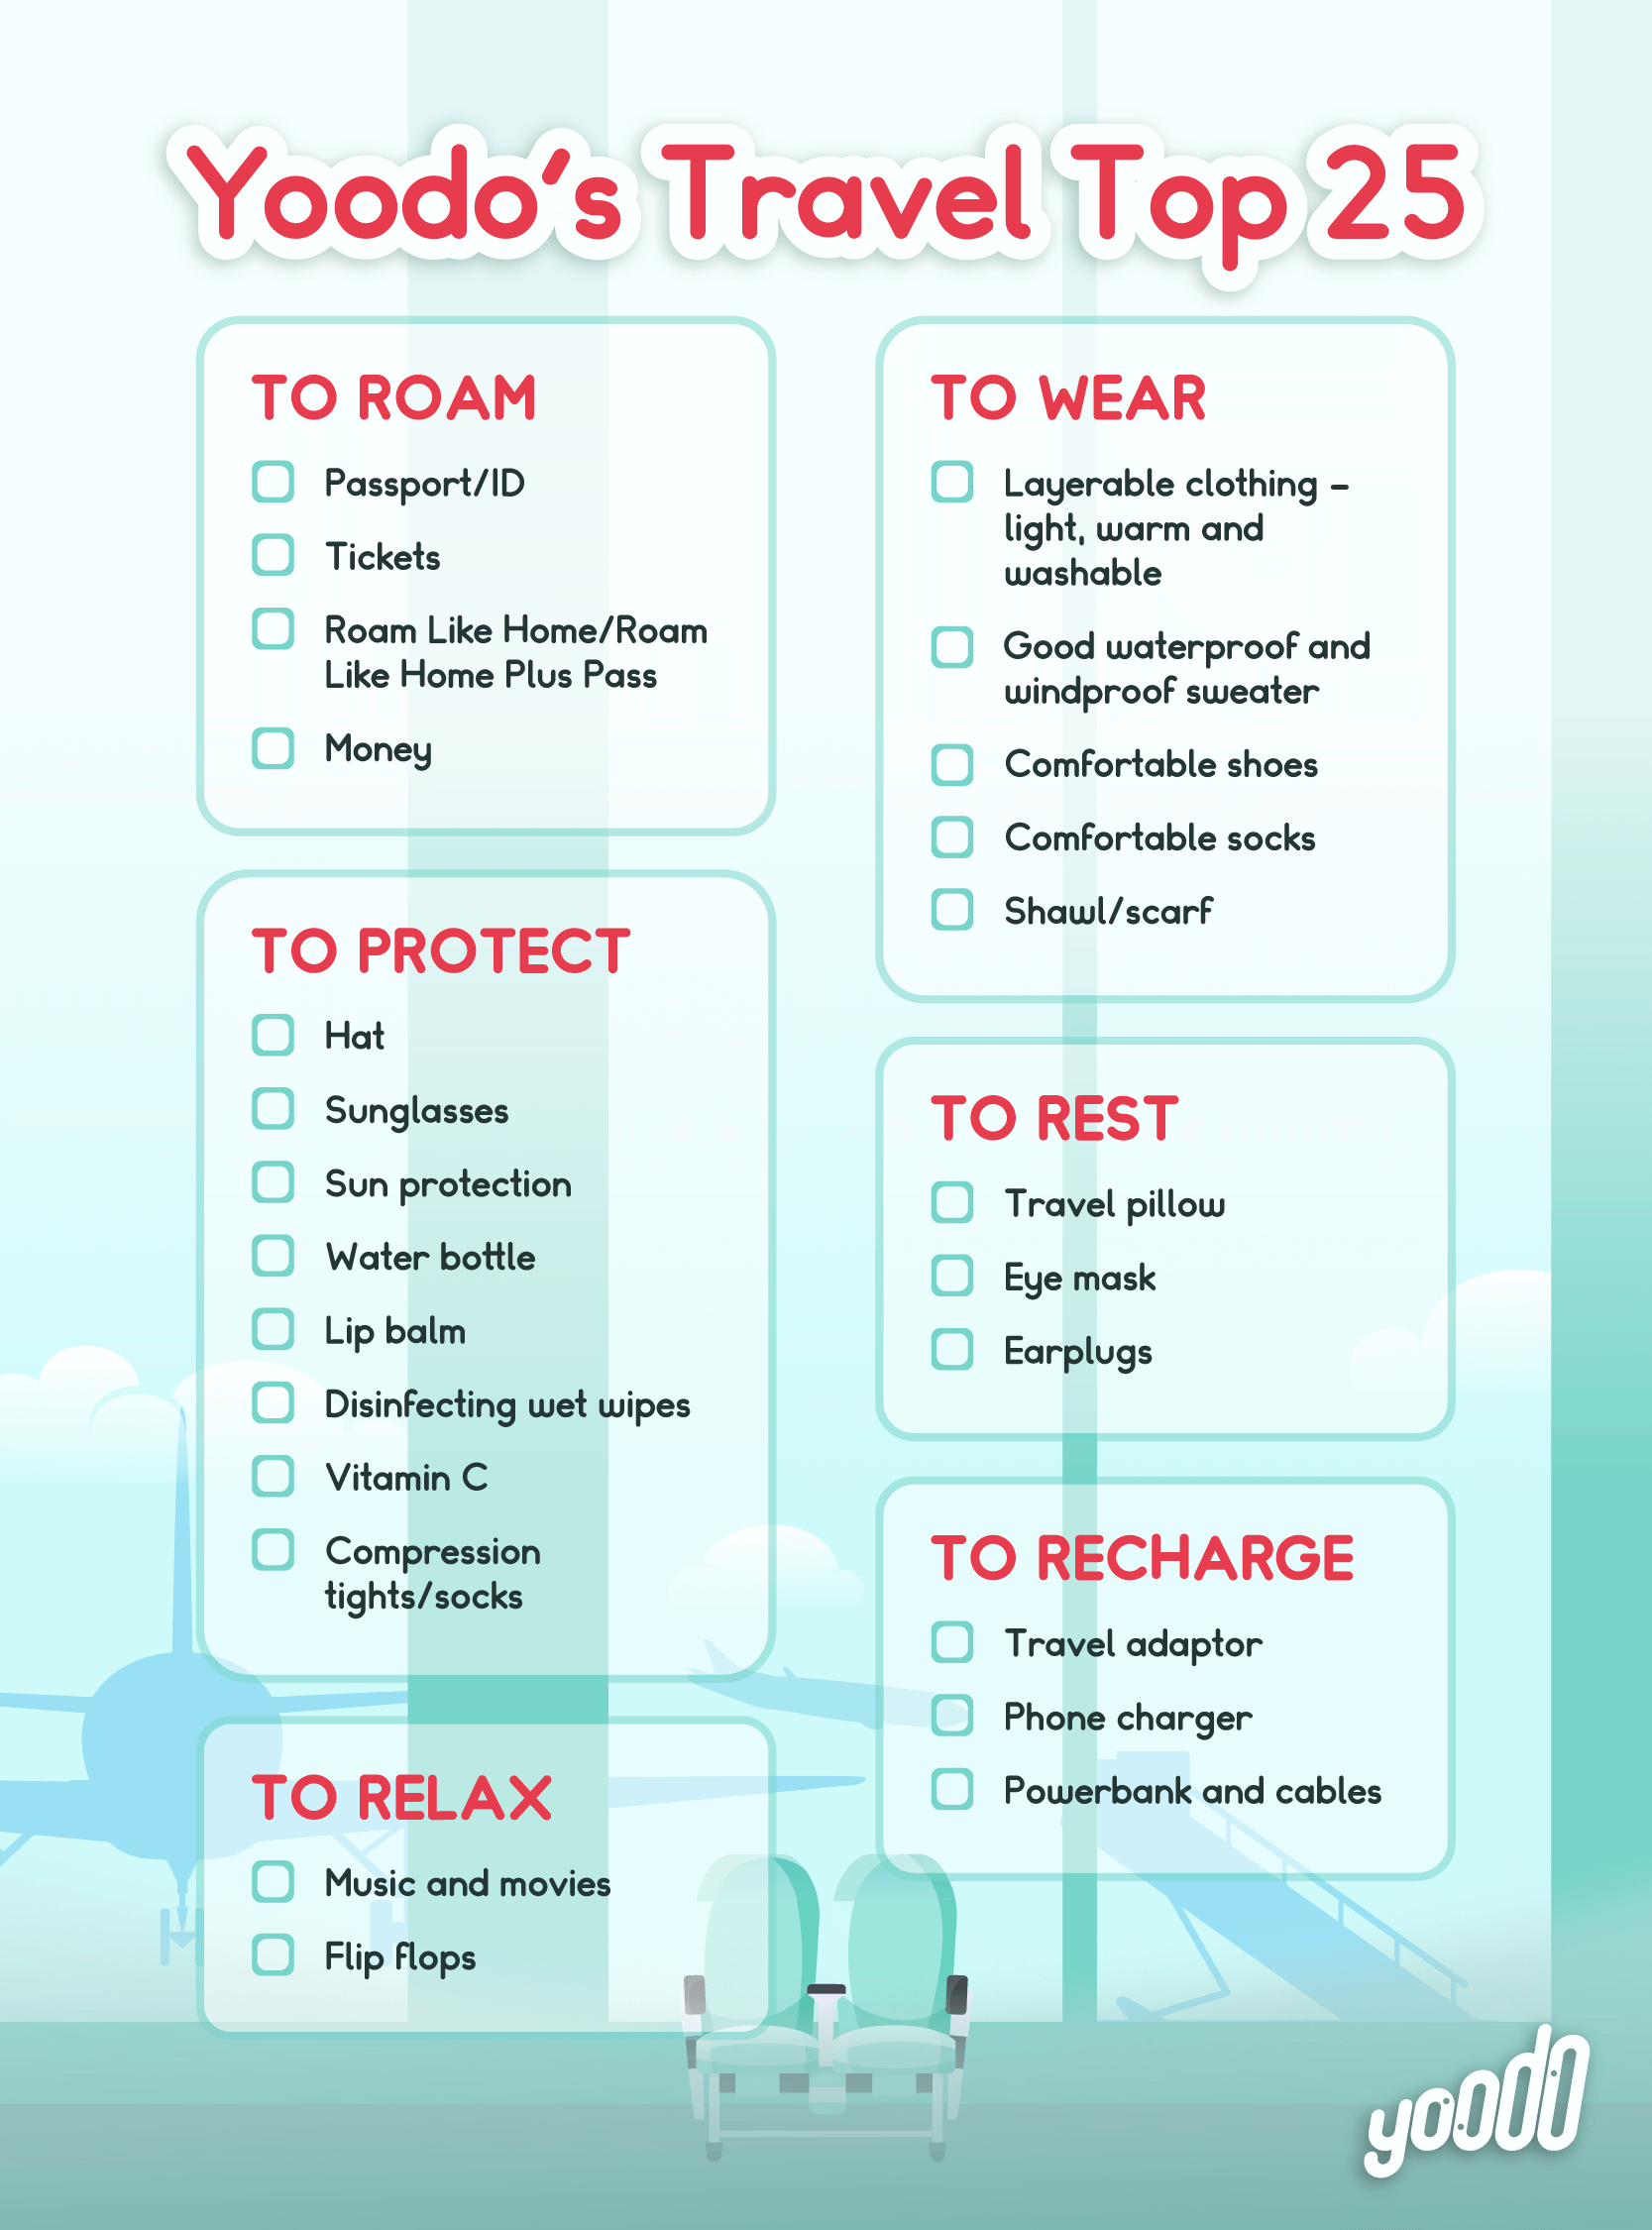 Yoodo's Travel Top 25
TO ROAM
Passport/ID
Tickets
Roam Like Home/Roam
Like Home Plus Pass
Money
TO PROTECT
Hat
Sunglasses
Sun protection
Water bottle
Lip balm
Disinfecting wet wipes
Vitamin C
Compression
tights/socks
TO RELAX
Music and movies
Flip flops
TO WEAR
Layerable clothing –
light, warm and
washable
Good waterproof and
windproof sweater
Comfortable shoes
Comfortable socks
Shawl/scarf
TO REST
Travel pillow
Eye mask
Earplugs
TO RECHARGE
Travel adaptor
Phone charger
Powerbank and cables
yoodo